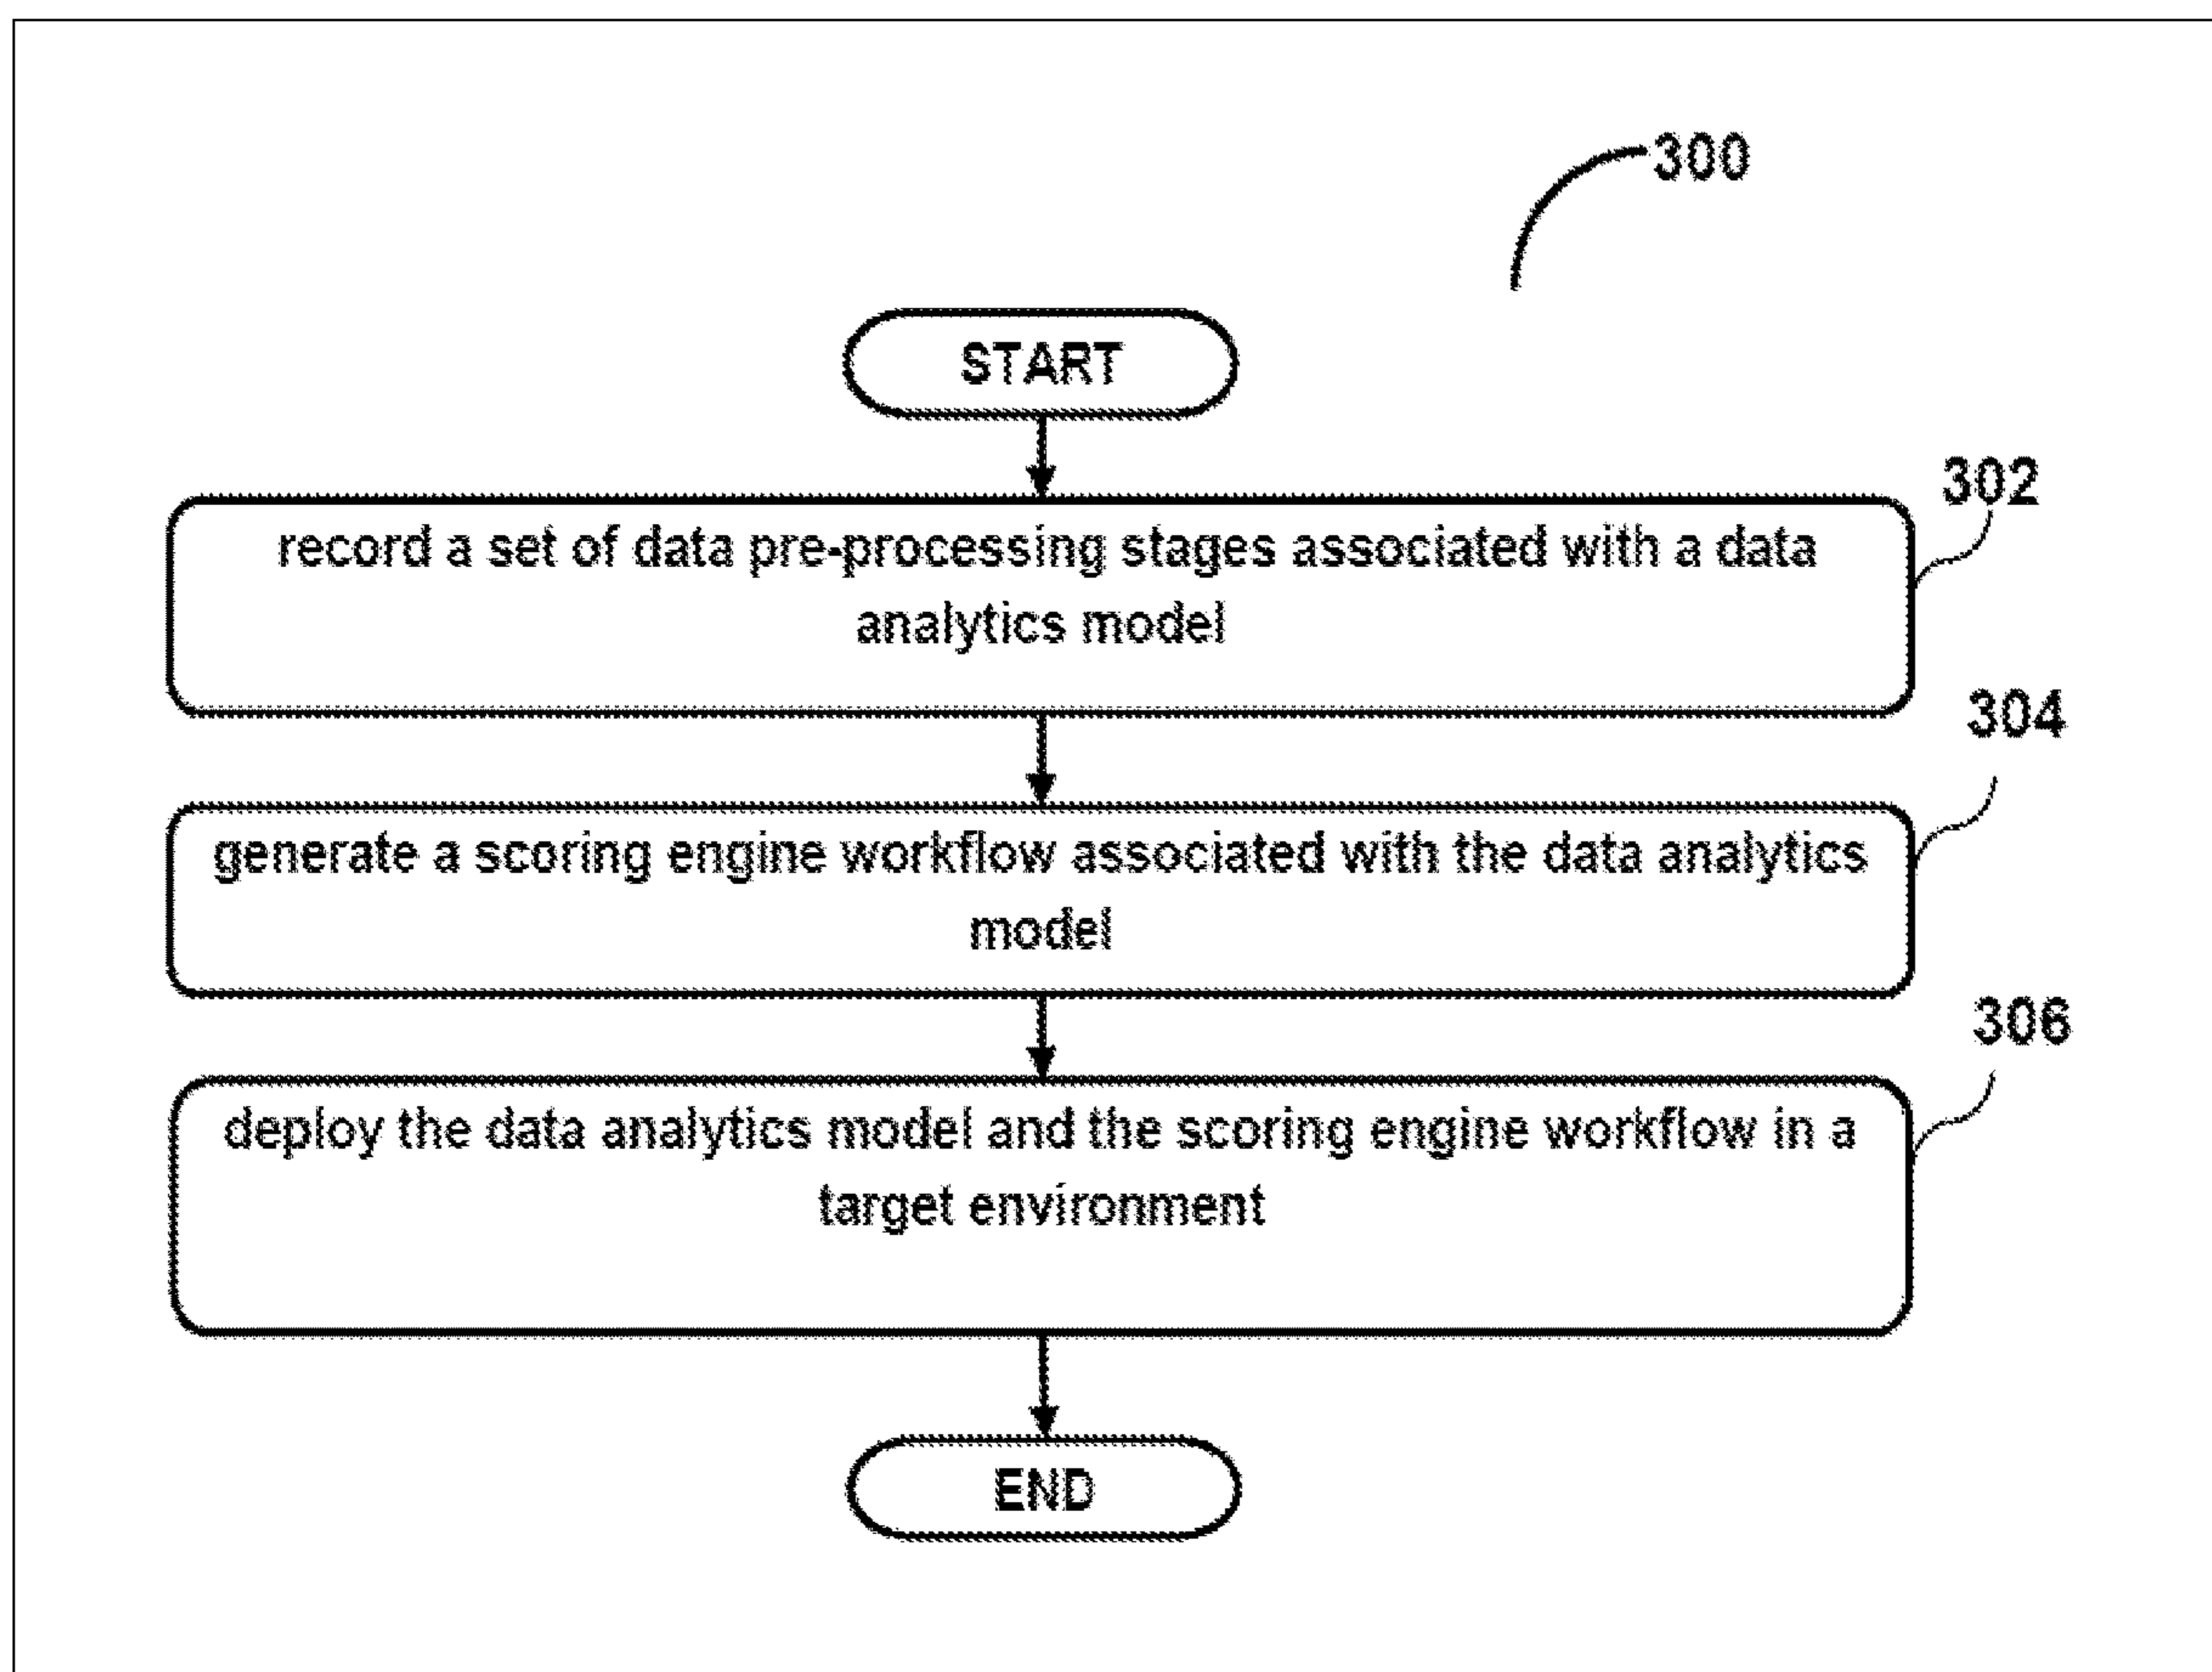 300
START
302
record a set of data pre-processing stages associated with a data
analytics model
304
generate a scoring engine workflow associated with the data analytics
model
306
deploy the data analytics model and the scoring engine workflow in a
target environment
END